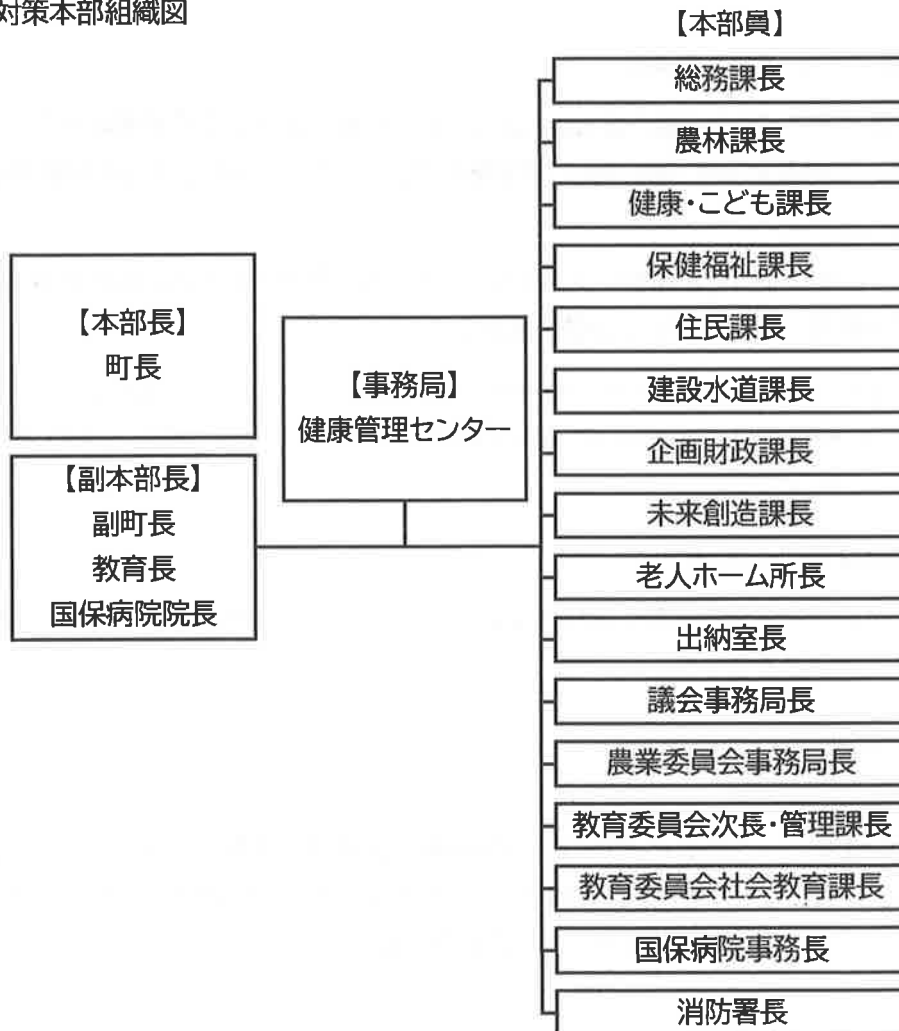 対策本部組織図
【本部員】
総務課長
農林課長
健康・こども課長
保健福祉課長
住民課長
建設水道課長
企画財政課長
未来創造課長
老人ホーム所長
出納室長
議会事務局長
農業委員会事務局長
教育委員会次長・管理課長
教育委員会社会教育課長
国保病院事務長
消防署長
【本部長】
町長
【副本部長】
副町長
教育長
国保病院院長
【事務局】
健康管理センター